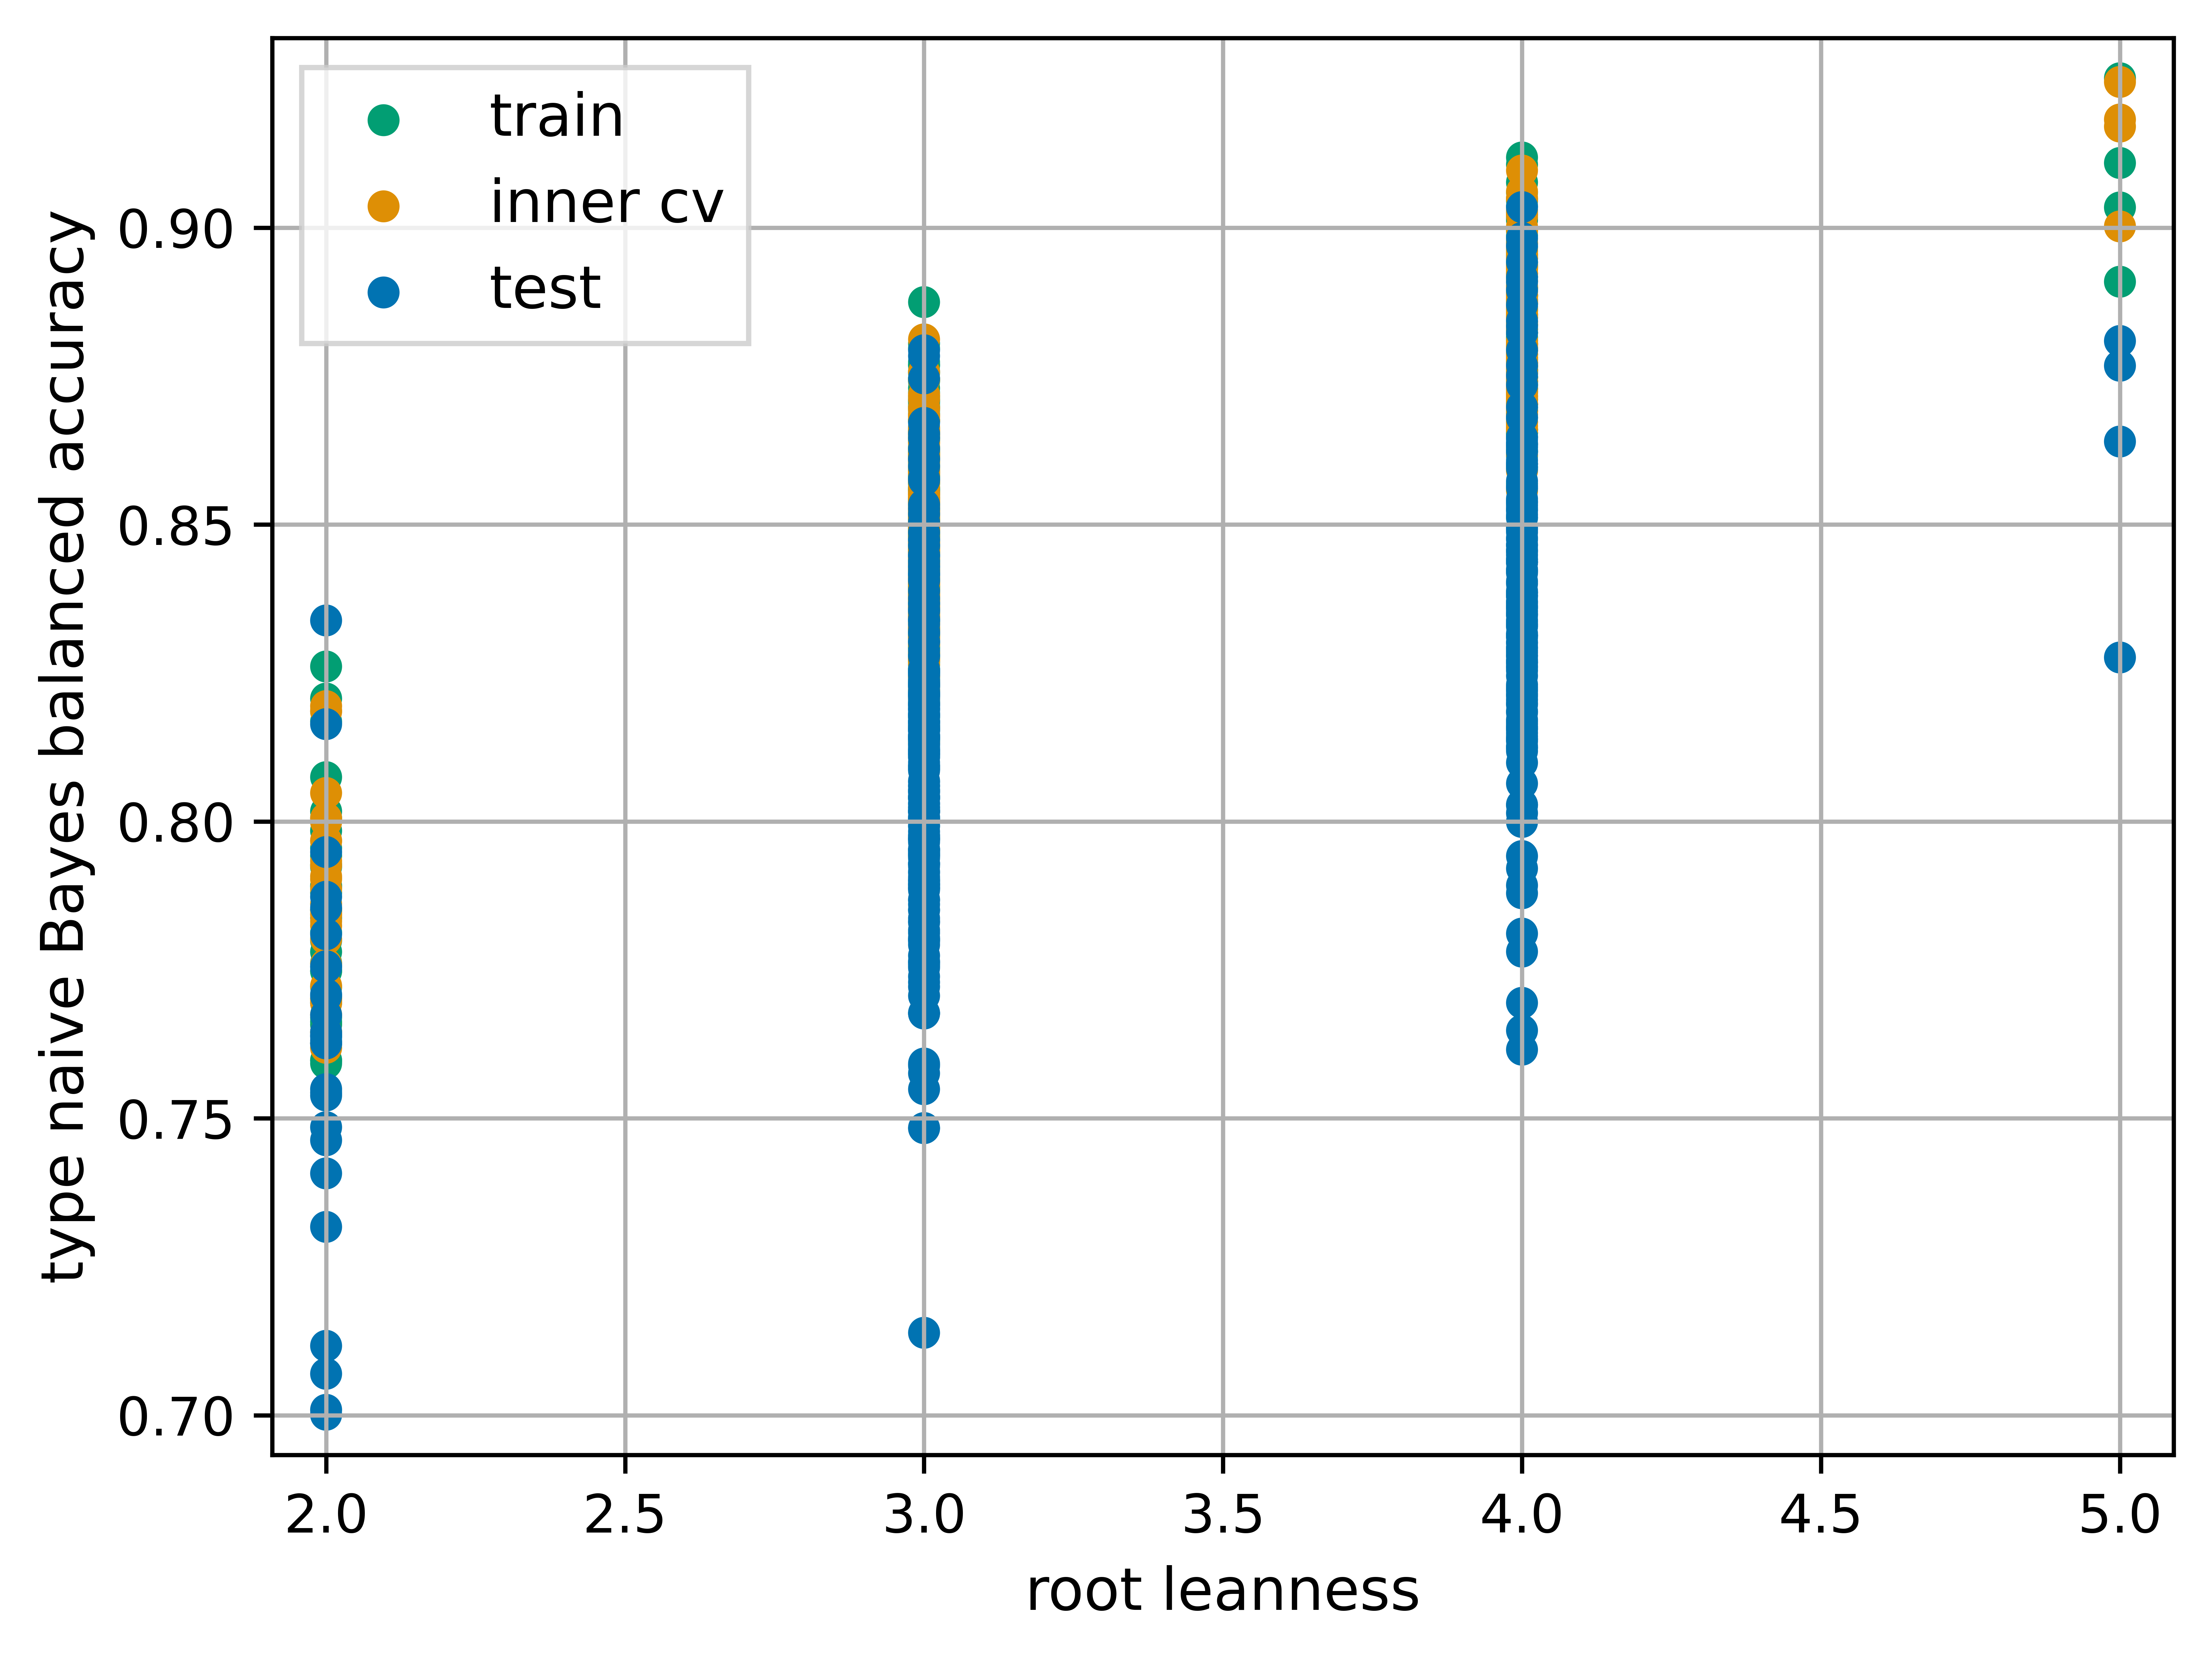 train
inner cv
test
type naive Bayes balanced accuracy
0.90
0.85
0.80
0.75
0.70
2.0 2.5 3.0 3.5 4.0 4.5 5.0
root leanness